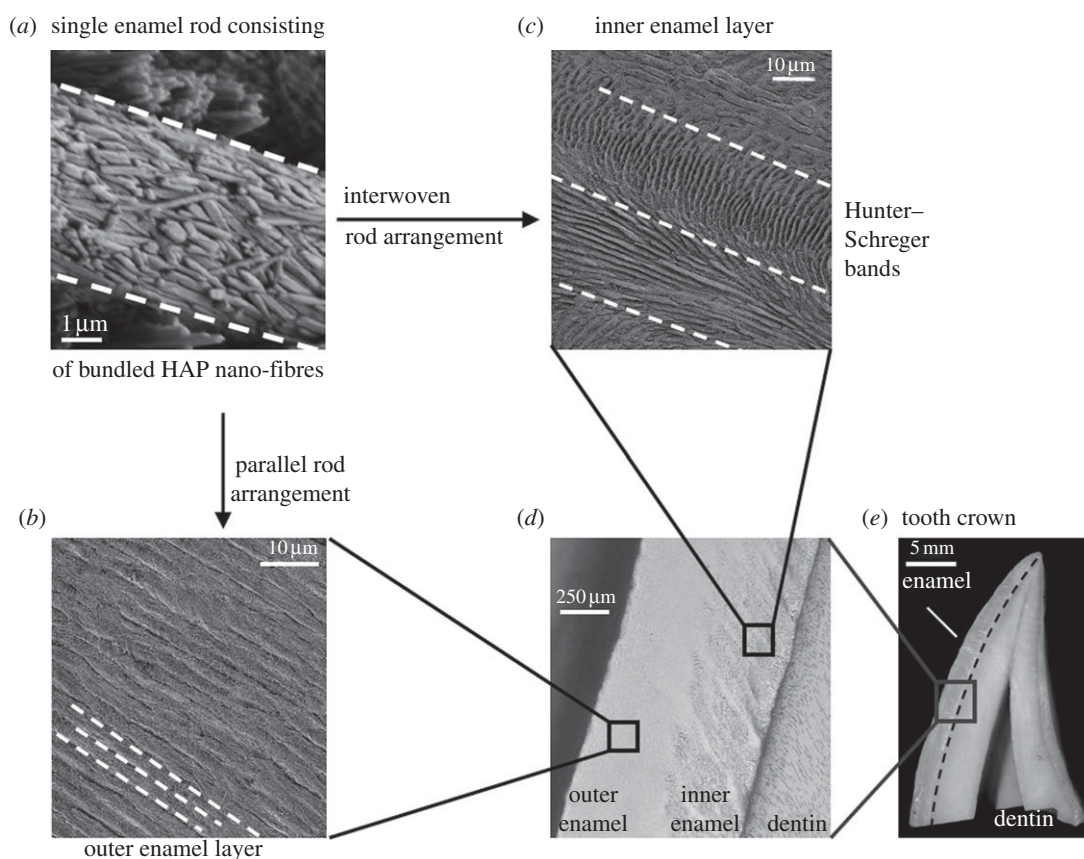 (a) single enamel rod consisting
1 μm
of bundled HAP nano-fibres
interwoven
rod arrangement
(c) inner enamel layer
10 μm
Hunter–
Schreger
bands
parallel rod
arrangement
(b)
10 μm
outer enamel layer
(d)
250 μm
outer
enamel
inner
enamel
dentin
(e) tooth crown
5 mm
enamel
dentin